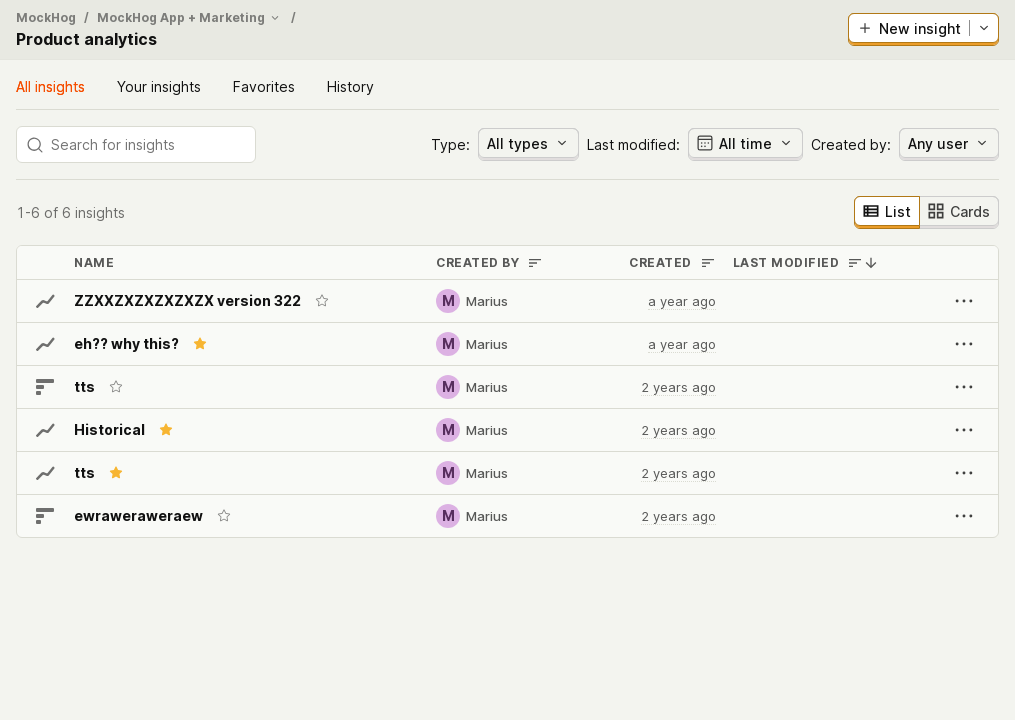 MockHog / MockHog App + Marketing /
Product analytics
New insight
All insights Your insights Favorites History
Search for insights Type: All types Last modified: All time Created by: Any user
1-6 of 6 insights List Cards
NAME CREATED BY CREATED LAST MODIFIED
ZZXXZXZXZXZXZX version 322 M Marius a year ago
eh?? why this? M Marius a year ago
tts M Marius 2 years ago
Historical M Marius 2 years ago
tts M Marius 2 years ago
ewraweraweraew M Marius 2 years ago